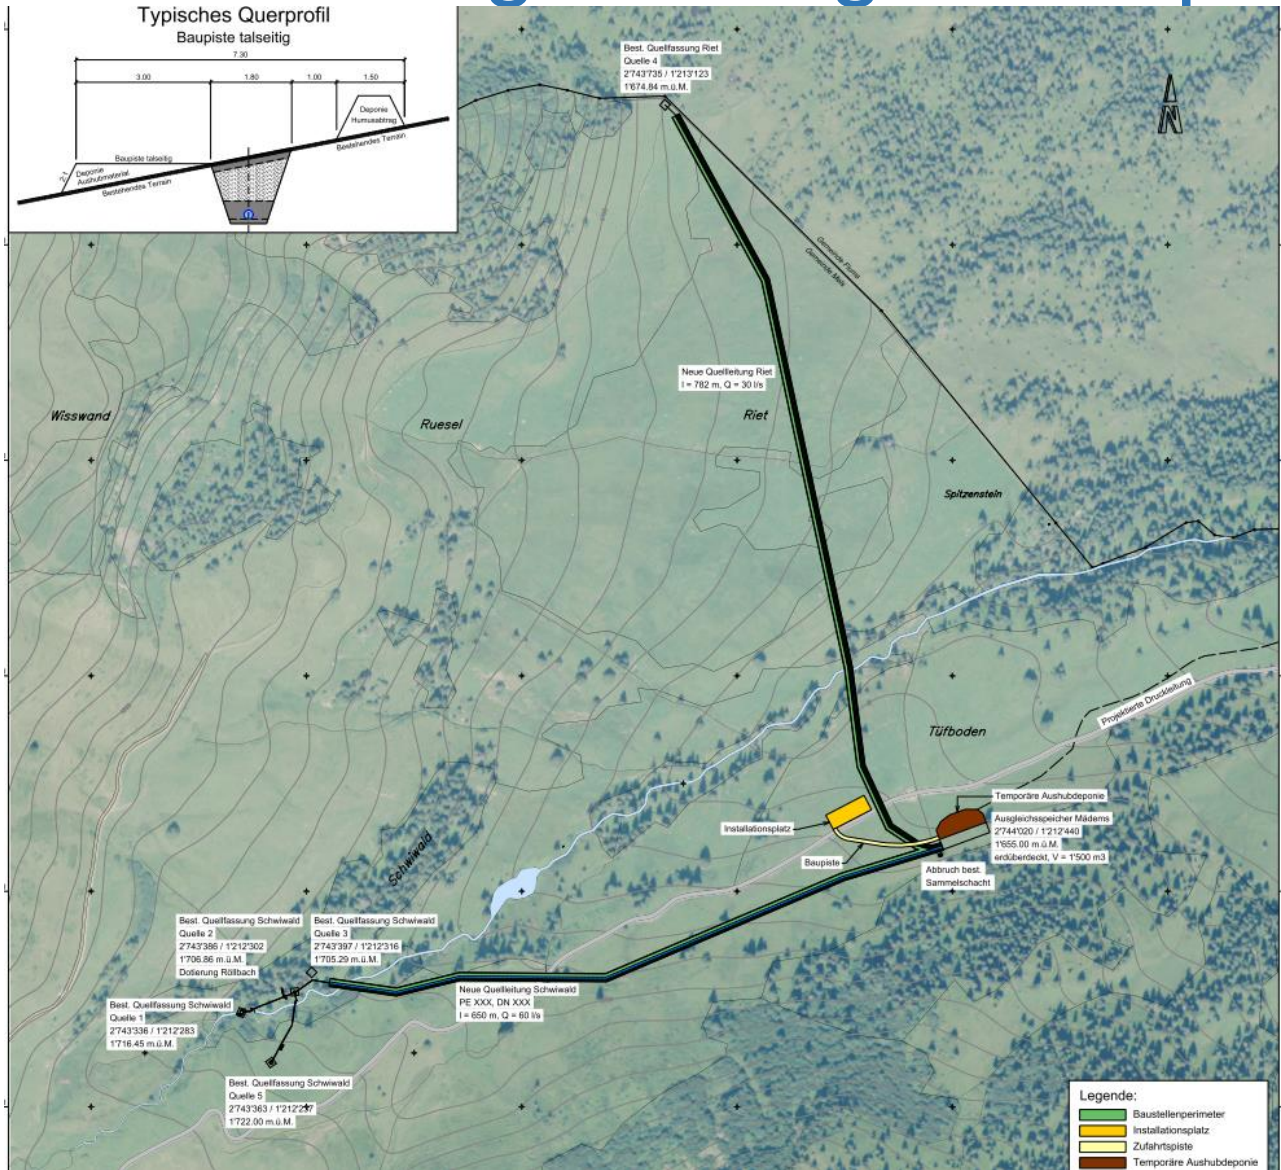 Typisches Querprofil
Baupiste talseitig
7.30
3.00
1.80
1.00
1.50
Deponie
Humusabtrag
Bestehendes Terrain
Baupiste talseitig
2:1
Deponie
Aushubmaterial
Bestehendes Terrain
Best. Quellfassung Riet
Quelle 4
2'743'735 / 1'213'123
1'674.84 m.ü.M.
N
Gemeinde Flums
Gemeinde Mels
Neue Quellleitung Riet
l = 782 m, Q = 30 l/s
Wisswand
Ruesel
Riet
Spitzenstein
Projektierte Druckleitung
Tüfboden
Temporäre Aushubdeponie
Installationsplatz
Ausgleichsspeicher Mädems
2'744'020 / 1'212'440
1'655.00 m.ü.M.
erdüberdeckt, V = 1'500 m3
Baupiste
Abbruch best.
Sammelschacht
Schwiwald
Best. Quellfassung Schwiwald
Quelle 2
2'743'386 / 1'212'302
1'706.86 m.ü.M.
Dotierung Röllbach
Best. Quellfassung Schwiwald
Quelle 3
2'743'397 / 1'212'316
1'705.29 m.ü.M.
Neue Quellleitung Schwiwald
PE XXX, DN XXX
l = 650 m, Q = 60 l/s
Best. Quellfassung Schwiwald
Quelle 1
2'743'336 / 1'212'283
1'716.45 m.ü.M.
Best. Quellfassung Schwiwald
Quelle 5
2'743'363 /
1'722.00 m.ü.M.
Legende:
Baustellenperimeter
Installationsplatz
Zufahrtspiste
Temporäre Aushubdeponie